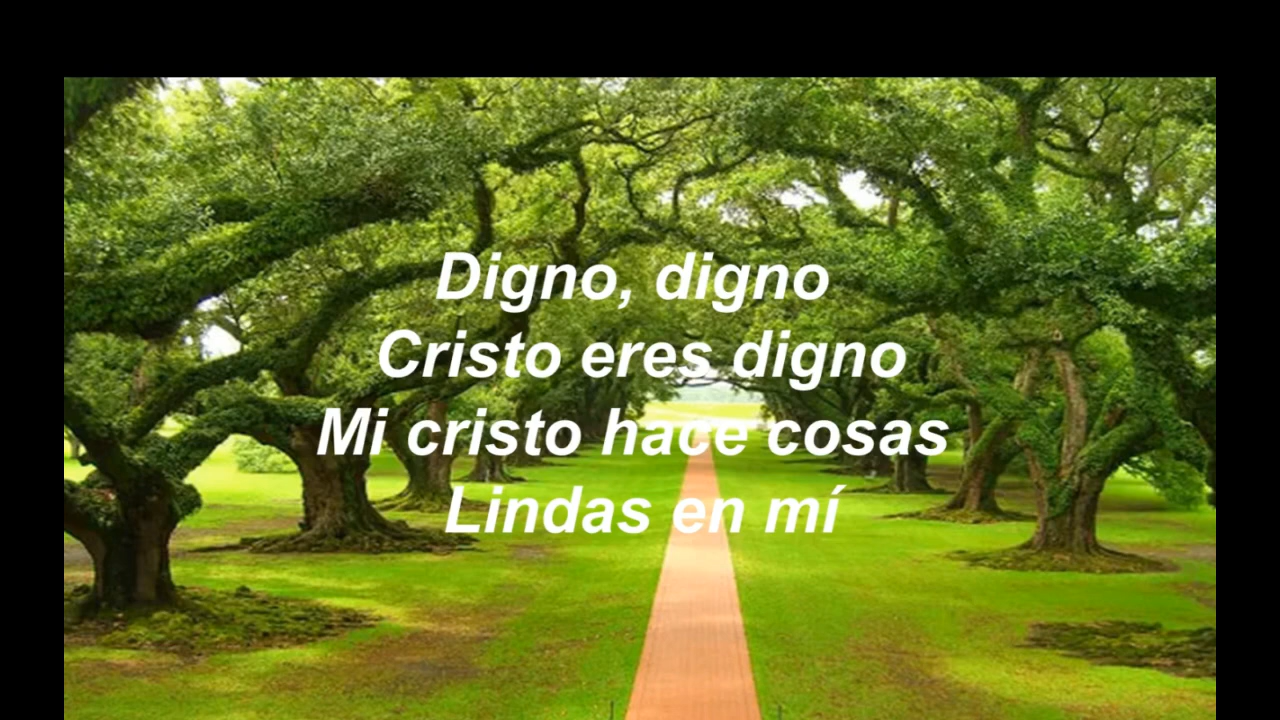 Digno, digno
Cristo eres digno
Mi cristo hace cosas
Lindas en mí